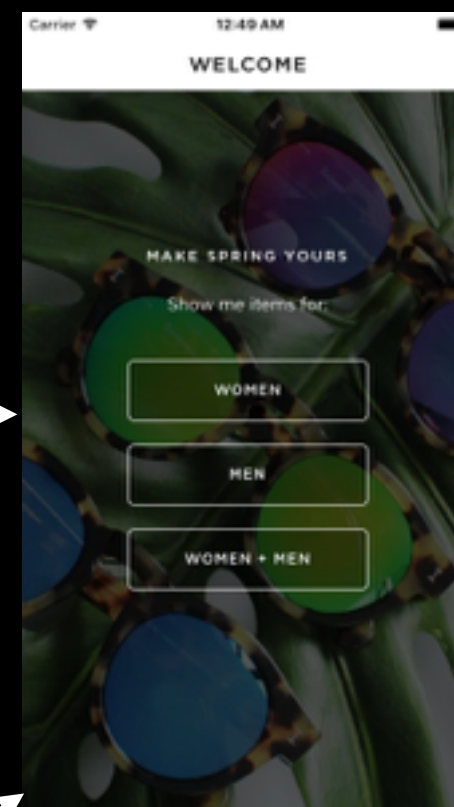 Carrier 12:49 AM
WELCOME
MAKE SPRING YOURS
Show me items for:
WOMEN
MEN
WOMEN + MEN